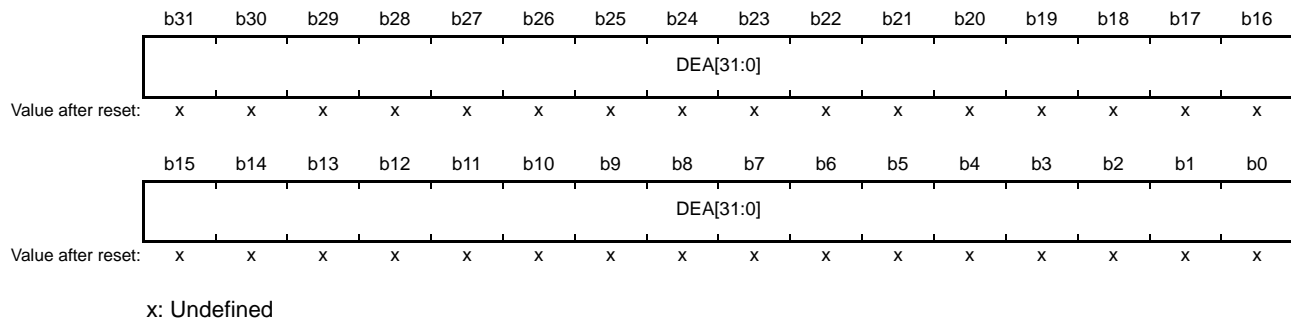 b31 b30 b29 b28 b27 b26 b25 b24 b23 b22 b21 b20 b19 b18 b17 b16
DEA[31:0]
Value after reset: x x x x x x x x x x x x x x x x
b15 b14 b13 b12 b11 b10 b9 b8 b7 b6 b5 b4 b3 b2 b1 b0
DEA[31:0]
Value after reset: x x x x x x x x x x x x x x x x
x: Undefined